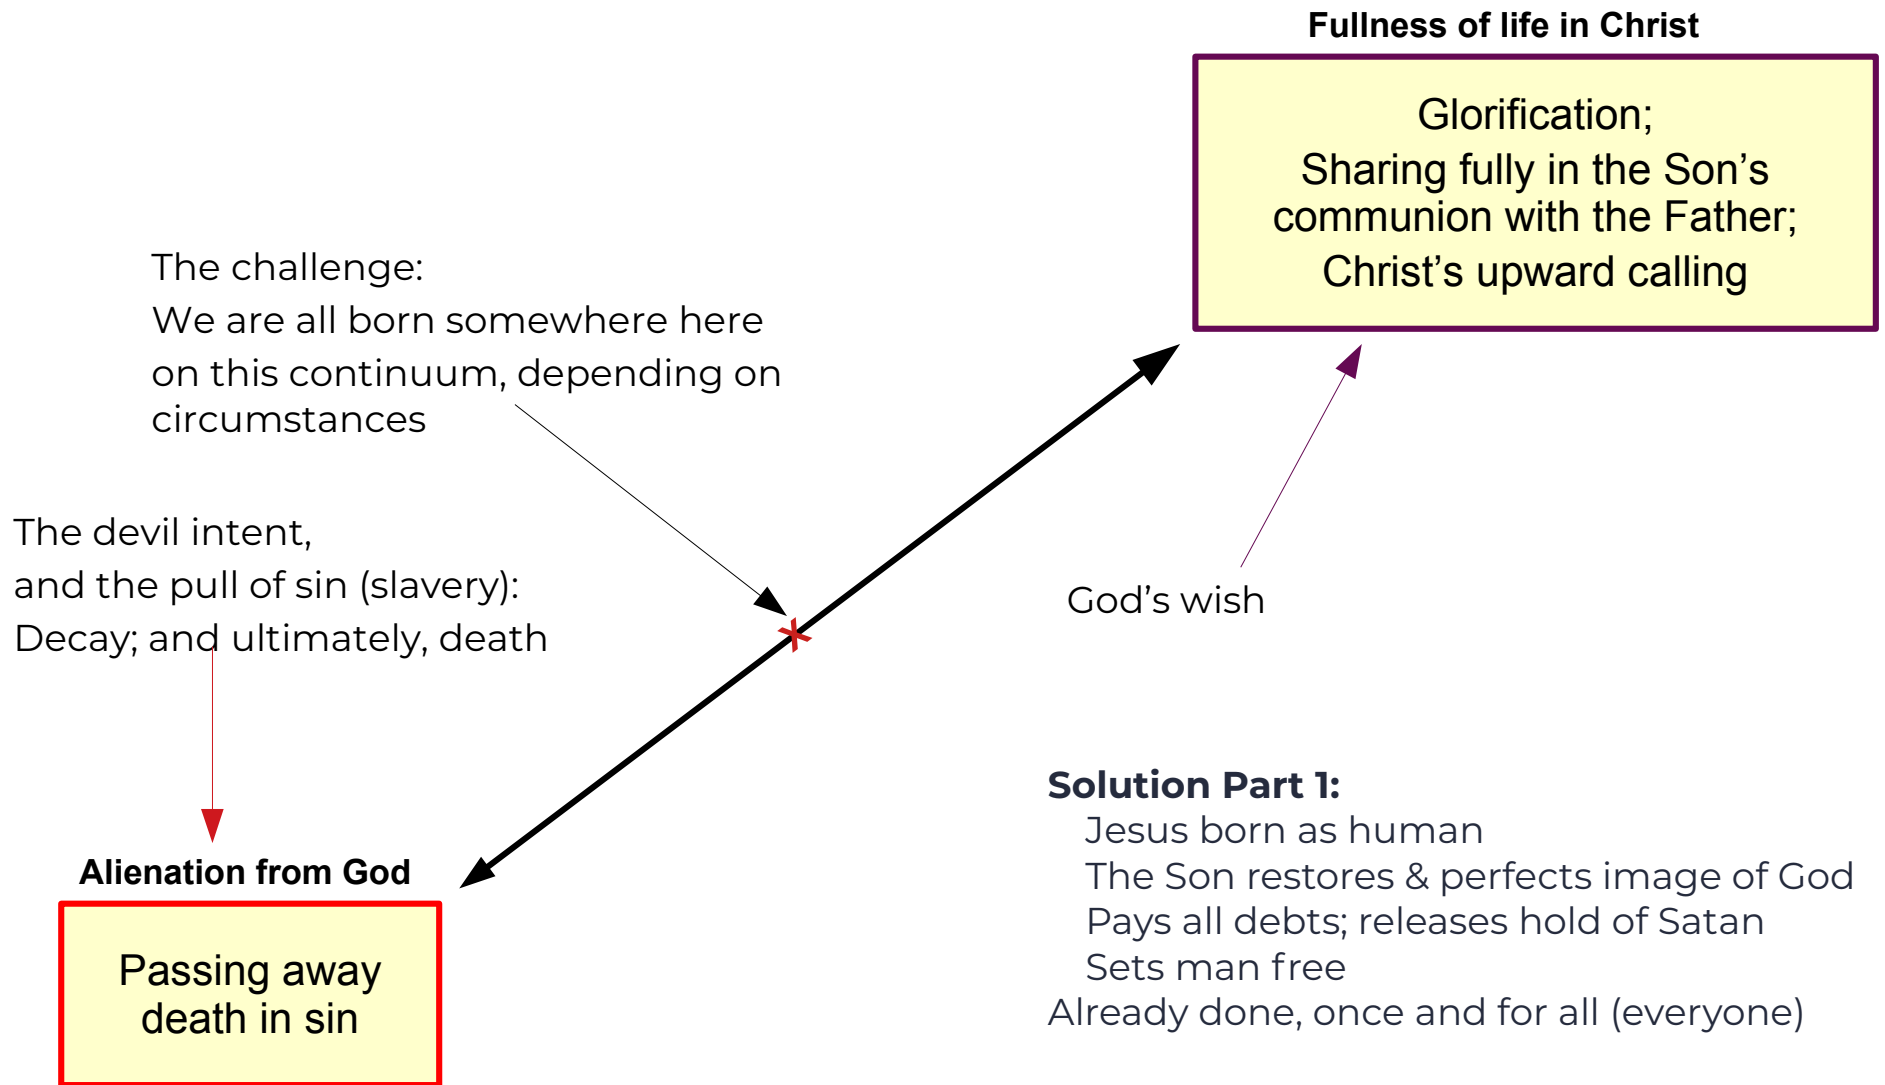 Fullness of life in Christ
Glorification;
Sharing fully in the Son’s
communion with the Father;
Christ’s upward calling
The challenge:
We are all born somewhere here
on this continuum, depending on
circumstances
The devil intent,
and the pull of sin (slavery):
Decay; and ultimately, death
God’s wish
Alienation from God
Passing away
death in sin
Solution Part 1:
Jesus born as human
The Son restores & perfects image of God
Pays all debts; releases hold of Satan
Sets man free
Already done, once and for all (everyone)